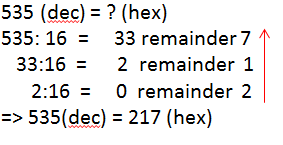 535 (dec) = ? (hex)
535: 16 = 33 remainder 7
33:16 = 2 remainder 1
2:16 = 0 remainder 2
=> 535(dec) = 217 (hex)